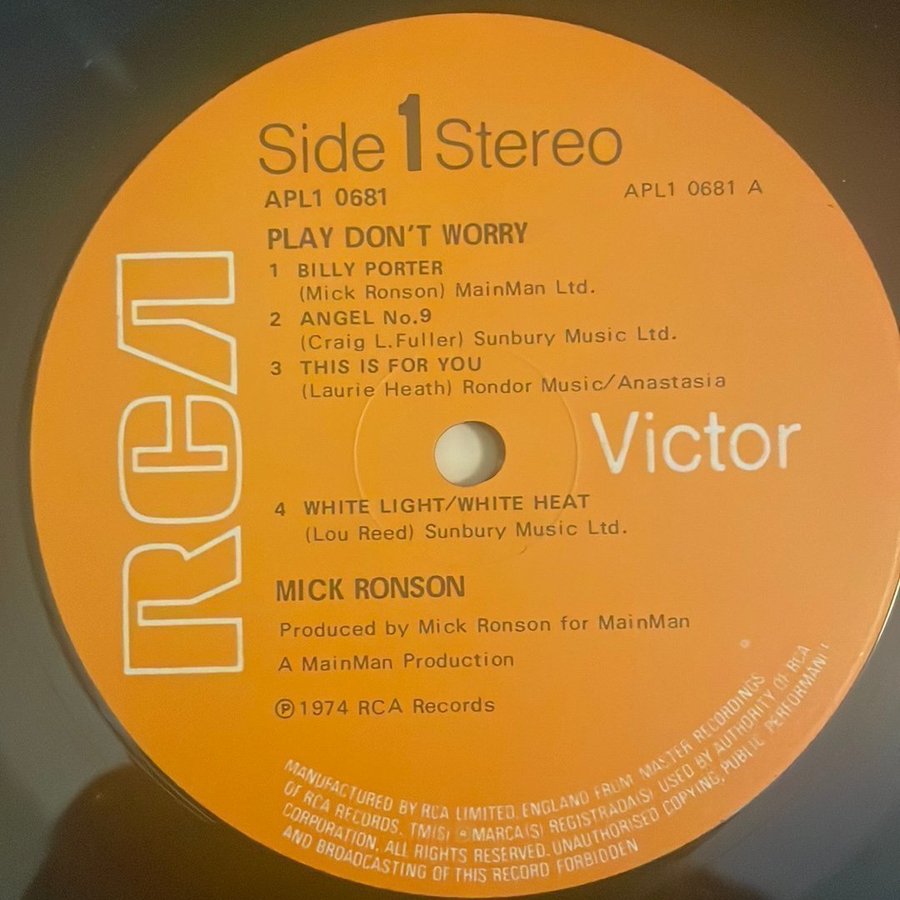 Side 1 Stereo
APL1 0681
APL1 0681 A
PLAY DON'T WORRY
1 BILLY PORTER
(Mick Ronson) MainMan Ltd.
2 ANGEL No.9
(Craig L.Fuller) Sunbury Music Ltd.
3 THIS IS FOR YOU
(Laurie Heath) Rondor Music/Anastasia
RCA
Victor
4 WHITE LIGHT/WHITE HEAT
(Lou Reed) Sunbury Music Ltd.
MICK RONSON
Produced by Mick Ronson for MainMan
A MainMan Production
℗ 1974 RCA Records
MANUFACTURED BY RCA LIMITED, ENGLAND FROM MASTER RECORDINGS
OF RCA RECORDS. TM(S) ® MARCA(S) REGISTRADA(S) USED BY AUTHORITY OF RCA
CORPORATION. ALL RIGHTS RESERVED. UNAUTHORISED COPYING, PUBLIC
AND BROADCASTING OF THIS RECORD FORBIDDEN